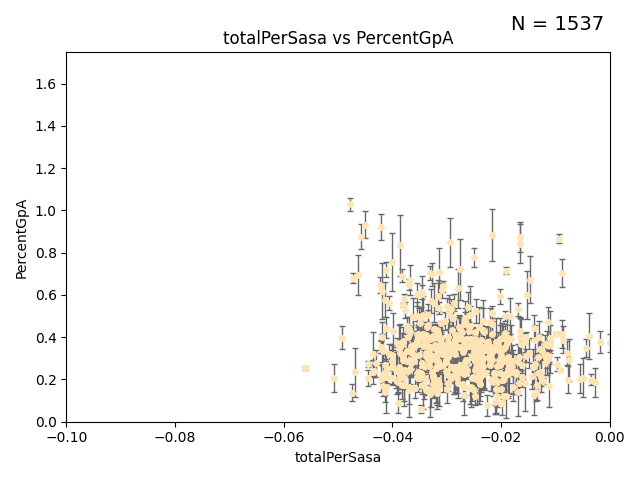 N = 1537
totalPerSasa vs PercentGpA
PercentGpA
1.6
1.4
1.2
1.0
0.8
0.6
0.4
0.2
0.0
−0.10 −0.08 −0.06 −0.04 −0.02 0.00
totalPerSasa